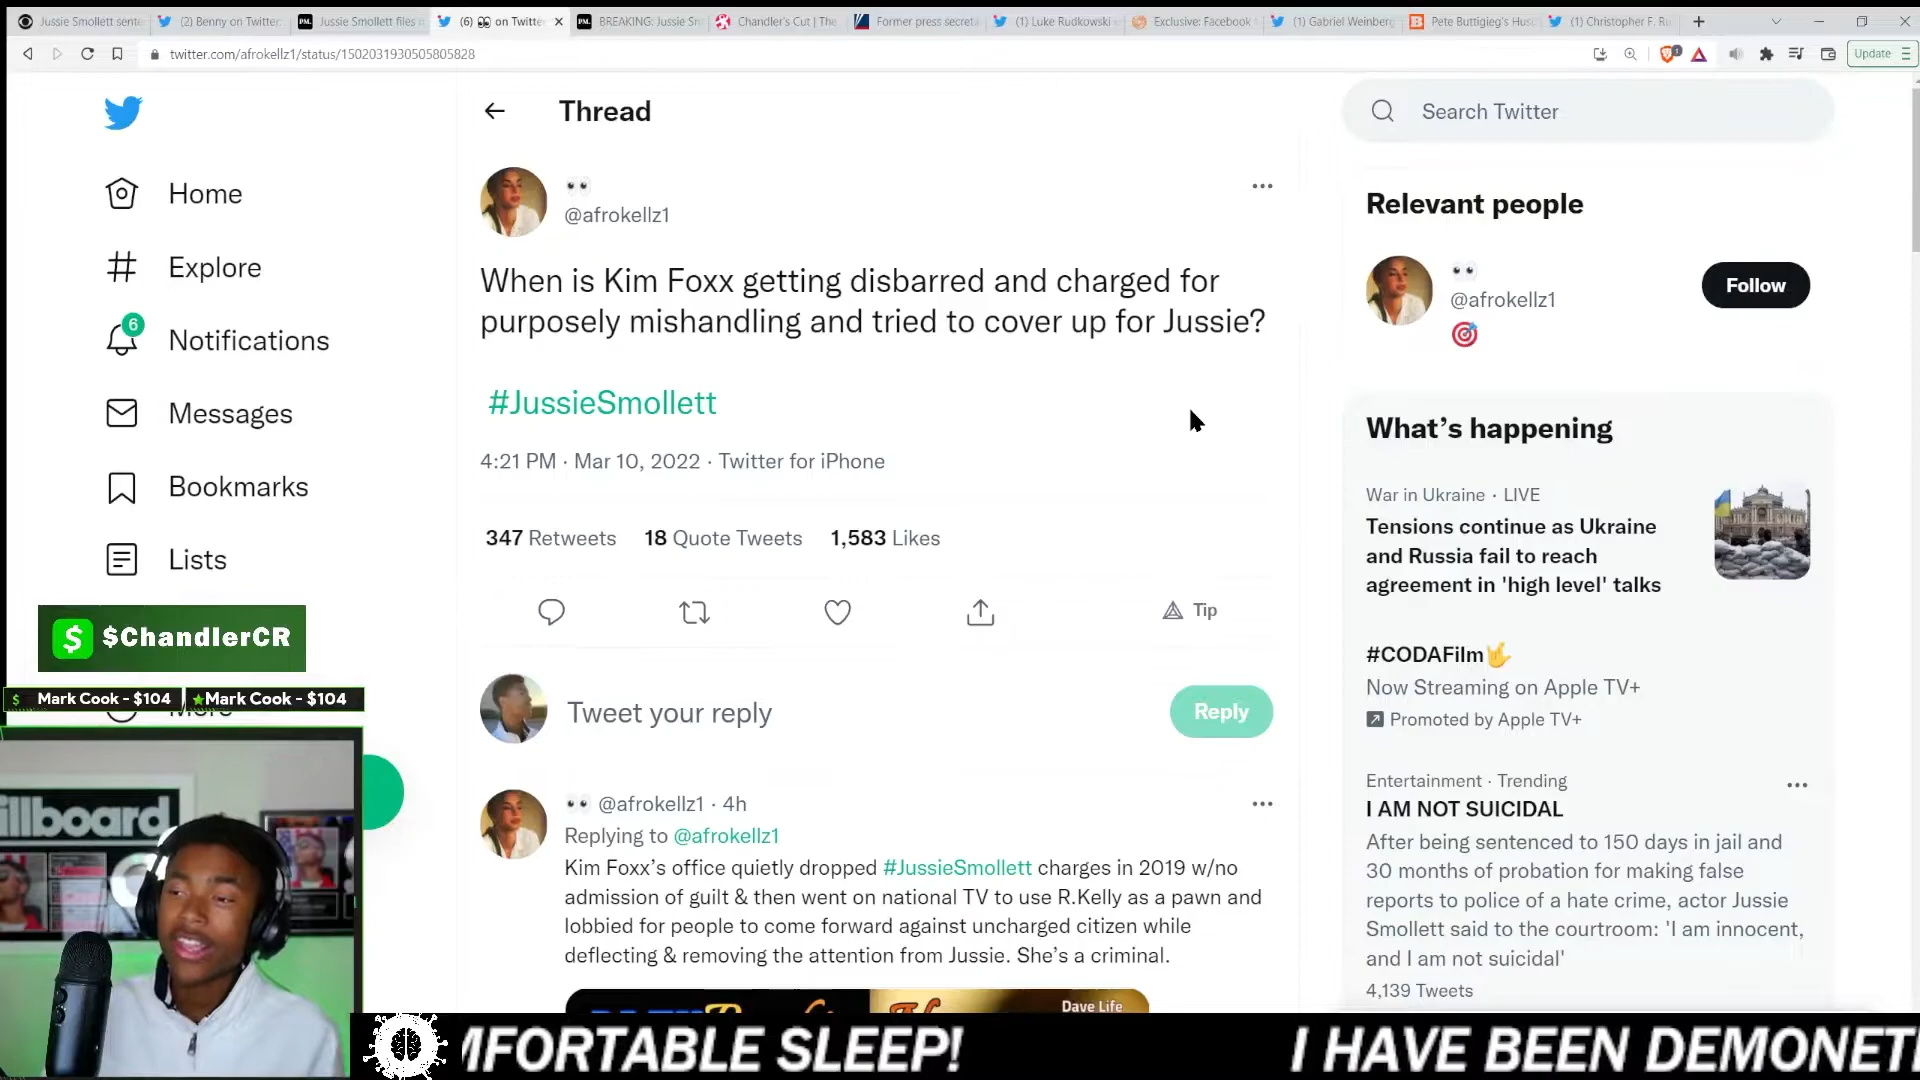 Jussie Smollett sente
(2) Benny on Twitter:
PM.
Jussie Smollett files
(6) 👀 on Twitte
PM.
BREAKING: Jussie Sm
Chandler's Cut | The
Former press secreta
(1) Luke Rudkowski
Exclusive: Facebook
(1) Gabriel Weinberg
Pete Buttigieg's Hus
(1) Christopher F. Ru
twitter.com/afrokellz1/status/1502031930505805828
Update
Home
Explore
6
Notifications
Messages
Bookmarks
Lists
$ $ChandlerCR
$ Mark Cook - $104
★Mark Cook - $104
More
illboard
Thread
👀
@afrokellz1
When is Kim Foxx getting disbarred and charged for
purposely mishandling and tried to cover up for Jussie?
#JussieSmollett
4:21 PM · Mar 10, 2022 · Twitter for iPhone
347 Retweets 18 Quote Tweets 1,583 Likes
Tip
Tweet your reply
Reply
👀 @afrokellz1 · 4h
Replying to @afrokellz1
Kim Foxx's office quietly dropped #JussieSmollett charges in 2019 w/no
admission of guilt & then went on national TV to use R.Kelly as a pawn and
lobbied for people to come forward against uncharged citizen while
deflecting & removing the attention from Jussie. She's a criminal.
Dave Life
Search Twitter
Relevant people
👀
@afrokellz1
Follow
🎯
What's happening
War in Ukraine · LIVE
Tensions continue as Ukraine
and Russia fail to reach
agreement in 'high level' talks
#CODAFilm🤟
Now Streaming on Apple TV+
Promoted by Apple TV+
Entertainment · Trending
I AM NOT SUICIDAL
After being sentenced to 150 days in jail and
30 months of probation for making false
reports to police of a hate crime, actor Jussie
Smollett said to the courtroom: 'I am innocent,
and I am not suicidal'
4,139 Tweets
MFORTABLE SLEEP!
I HAVE BEEN DEMONETI